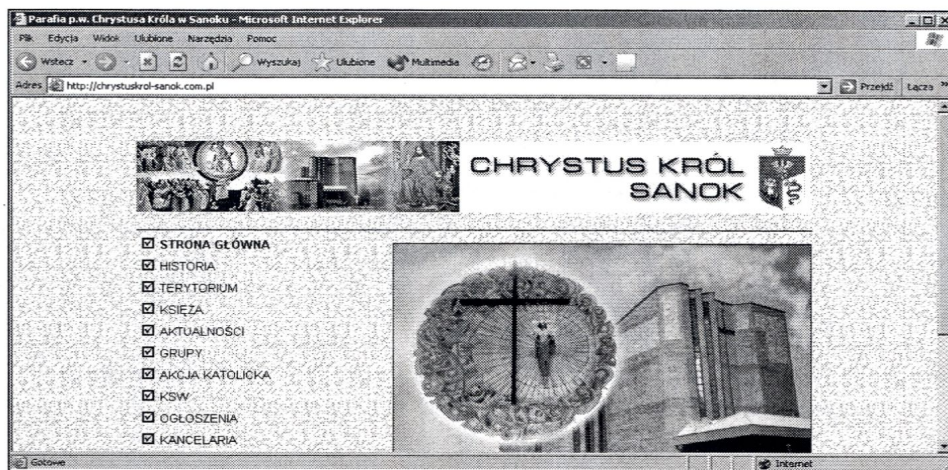 Parafia p.w. Chrystusa Króla w Sanoku - Microsoft Internet Explorer
Plik Edycja Widok Ulubione Narzędzia Pomoc
Wstecz Wyszukaj Ulubione Multimedia
Adres http://chrystuskrol-sanok.com.pl Przejdź Łącza
CHRYSTUS KRÓL
SANOK
STRONA GŁÓWNA
HISTORIA
TERYTORIUM
KSIĘŻA
AKTUALNOŚCI
GRUPY
AKCJA KATOLICKA
KSW
OGŁOSZENIA
KANCELARIA
Gotowe Internet